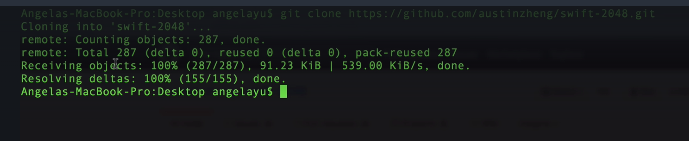 Angelas-MacBook-Pro:Desktop angelayu$ git clone https://github.com/austinzheng/swift-2048.git
Cloning into 'swift-2048'...
remote: Counting objects: 287, done.
remote: Total 287 (delta 0), reused 0 (delta 0), pack-reused 287
Receiving objects: 100% (287/287), 91.23 KiB | 539.00 KiB/s, done.
Resolving deltas: 100% (155/155), done.
Angelas-MacBook-Pro:Desktop angelayu$